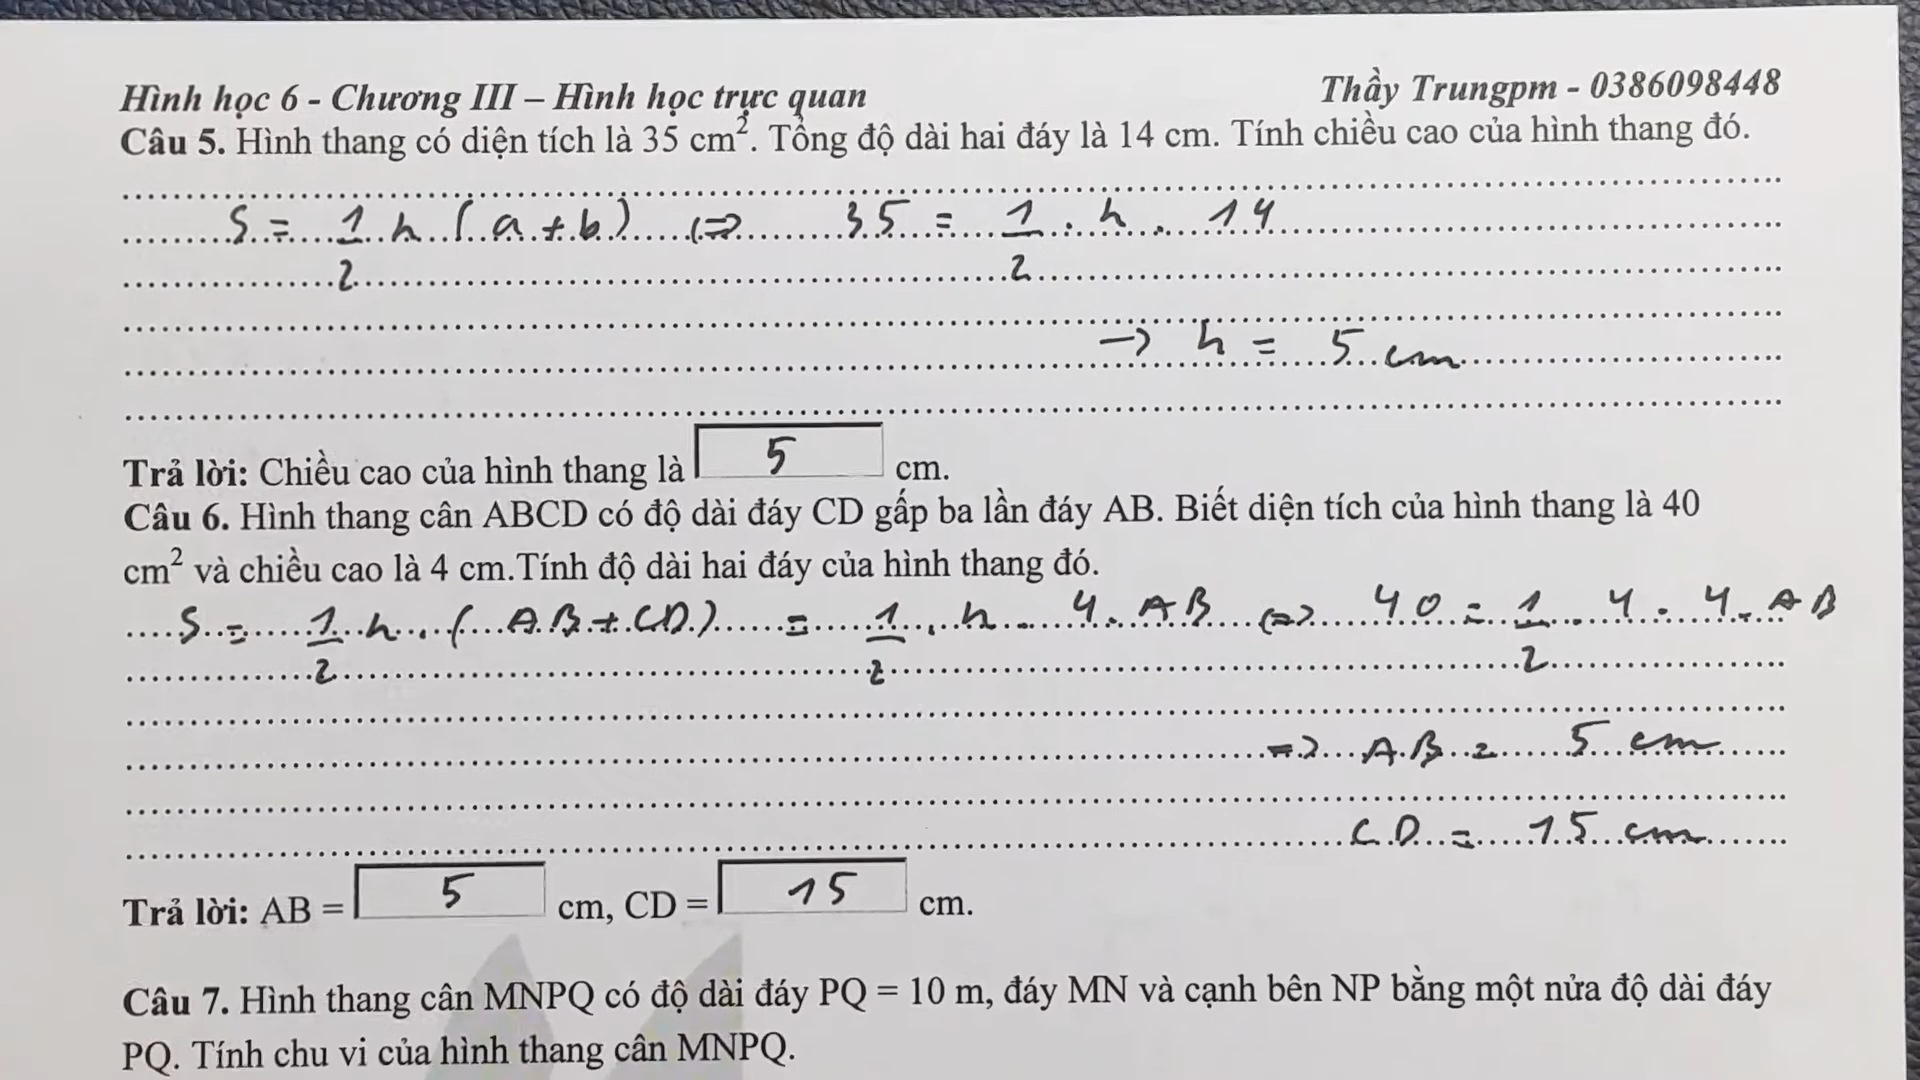 Hình học 6 - Chương III – Hình học trực quan
Thầy Trungpm - 0386098448
Câu 5. Hình thang có diện tích là 35 cm². Tổng độ dài hai đáy là 14 cm. Tính chiều cao của hình thang đó.
S = 1/2 h (a + b) <=> 35 = 1/2 . h . 14
-> h = 5 cm
Trả lời: Chiều cao của hình thang là 5 cm.
Câu 6. Hình thang cân ABCD có độ dài đáy CD gấp ba lần đáy AB. Biết diện tích của hình thang là 40
cm² và chiều cao là 4 cm.Tính độ dài hai đáy của hình thang đó.
S = 1/2 h . (AB + CD) = 1/2 . h . 4 . AB <=> 40 = 1/2 . 4 . 4 . AB
=> AB = 5 cm
CD = 15 cm
Trả lời: AB = 5 cm, CD = 15 cm.
Câu 7. Hình thang cân MNPQ có độ dài đáy PQ = 10 m, đáy MN và cạnh bên NP bằng một nửa độ dài đáy
PQ. Tính chu vi của hình thang cân MNPQ.